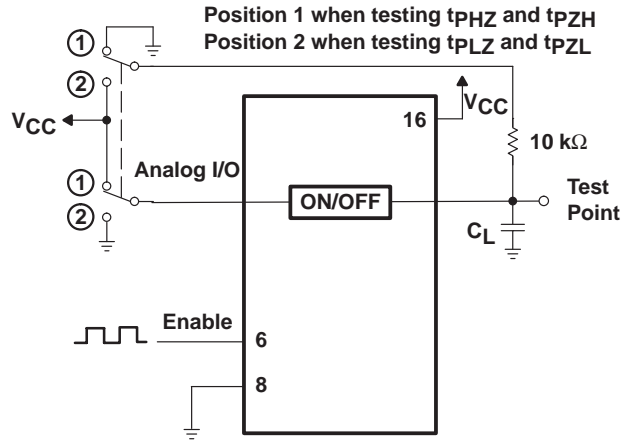 Position 1 when testing tPHZ and tPZH
Position 2 when testing tPLZ and tPZL
1
2
VCC
VCC
16
10 kΩ
1
Analog I/O
ON/OFF
Test
Point
2
CL
Enable
6
8